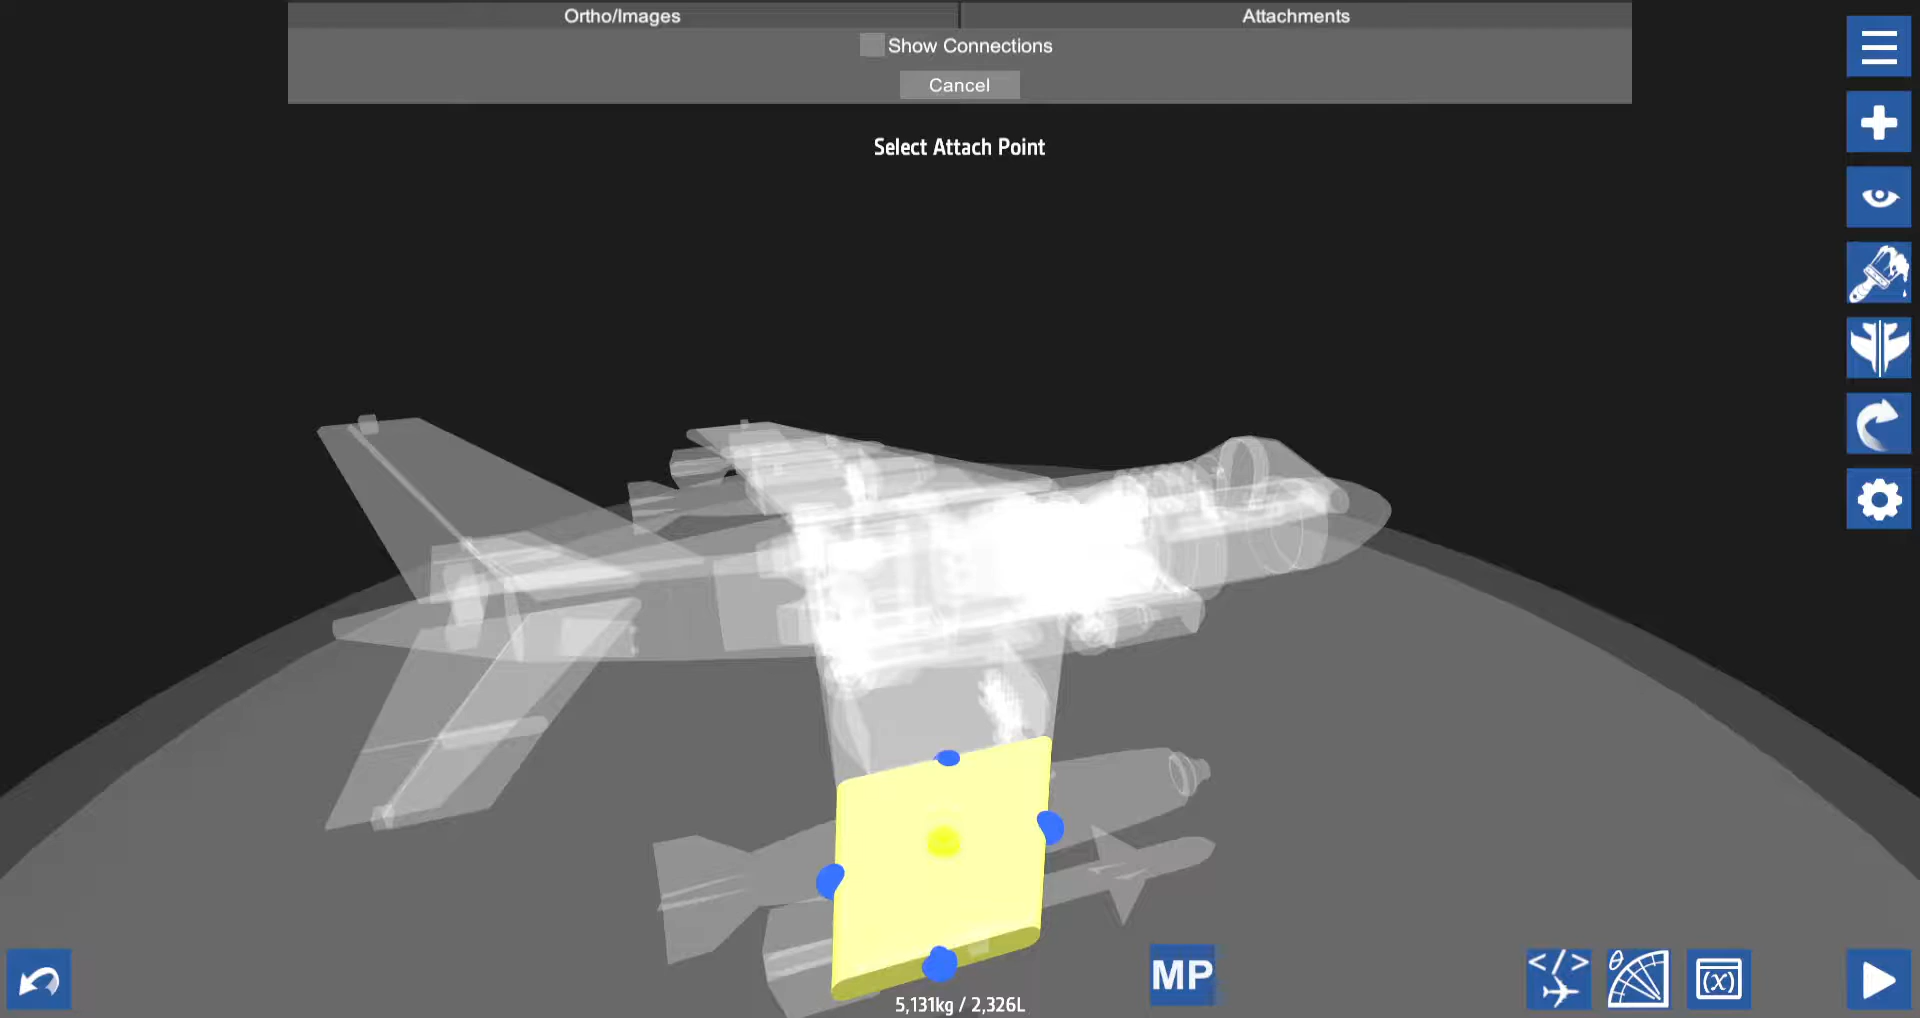 Ortho/Images
Attachments
Show Connections
Cancel
Select Attach Point
MP
</>
θ
(x)
5,131kg / 2,326L